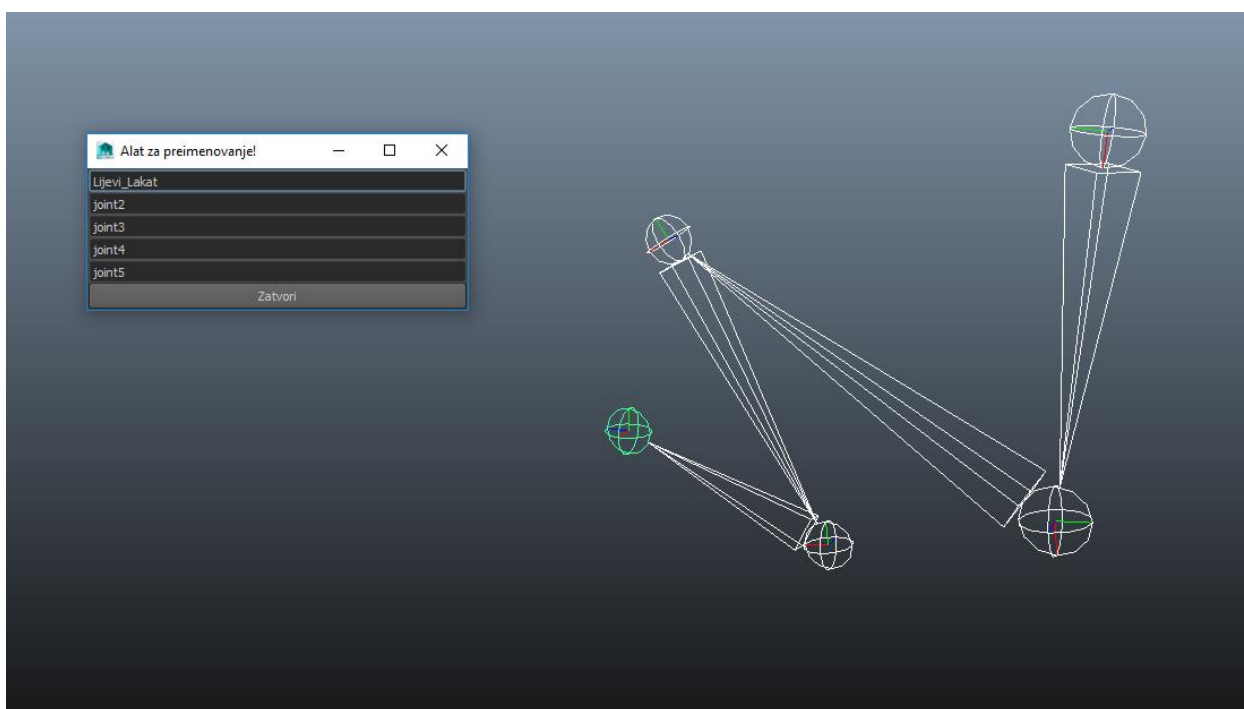 Alat za preimenovanje!
Lijevi_Lakat
joint2
joint3
joint4
joint5
Zatvori